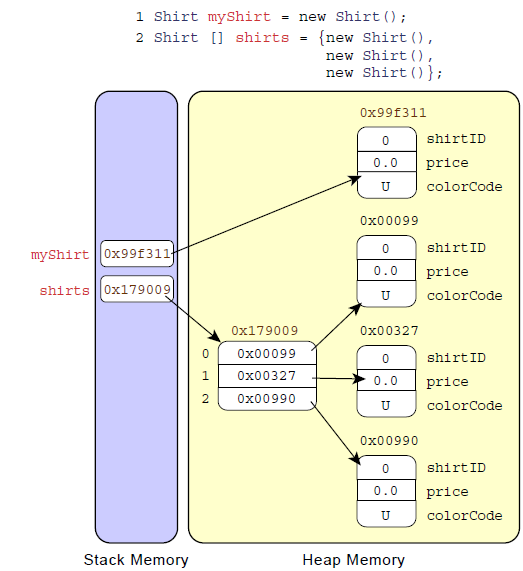 1 Shirt myShirt = new Shirt();
2 Shirt [] shirts = {new Shirt(),
new Shirt(),
new Shirt()};
0x99f311
0 shirtID
0.0 price
U colorCode
0x00099
0 shirtID
0.0 price
U colorCode
myShirt 0x99f311
shirts 0x179009
0x179009
0 0x00099
1 0x00327
2 0x00990
0x00327
0 shirtID
0.0 price
U colorCode
0x00990
0 shirtID
0.0 price
U colorCode
Stack Memory
Heap Memory